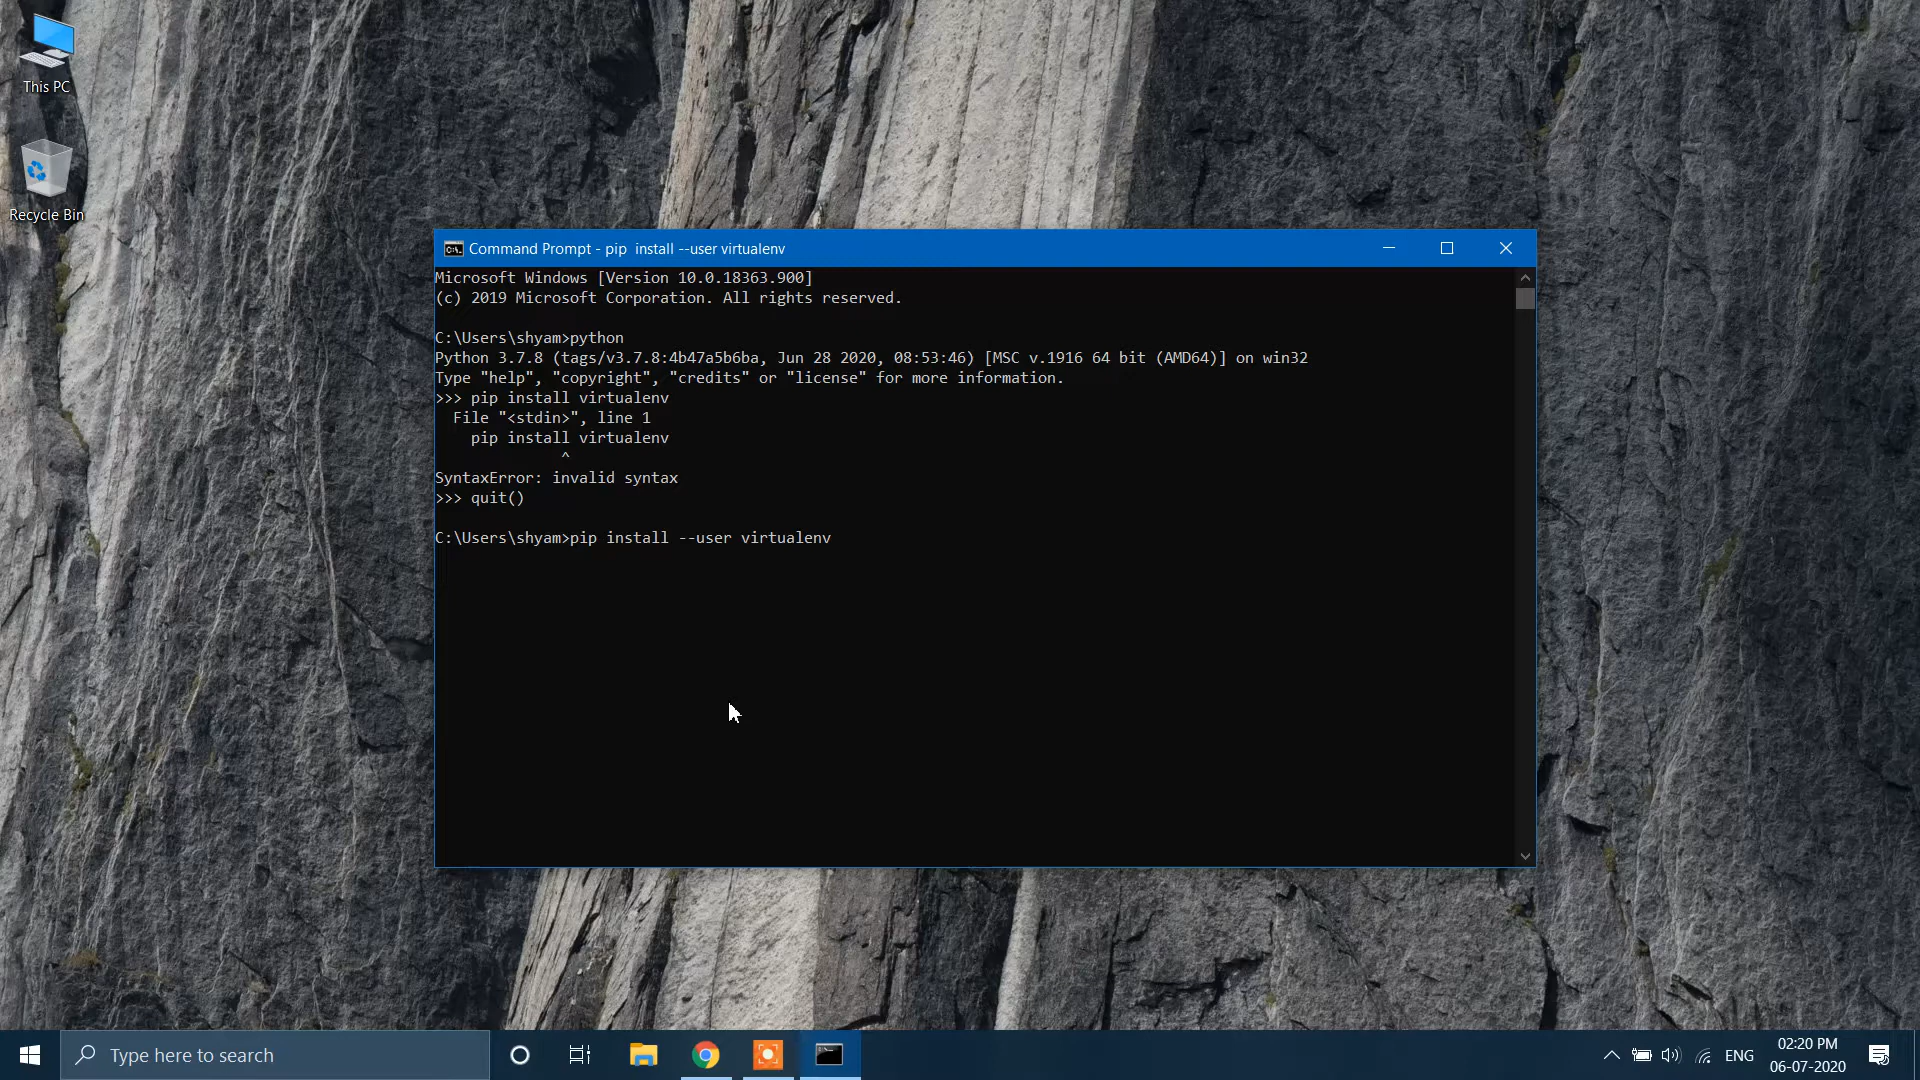 This PC
Recycle Bin
Command Prompt - pip  install --user virtualenv
Microsoft Windows [Version 10.0.18363.900]
(c) 2019 Microsoft Corporation. All rights reserved.
C:\Users\shyam>python
Python 3.7.8 (tags/v3.7.8:4b47a5b6ba, Jun 28 2020, 08:53:46) [MSC v.1916 64 bit (AMD64)] on win32
Type "help", "copyright", "credits" or "license" for more information.
>>> pip install virtualenv
  File "<stdin>", line 1
    pip install virtualenv
              ^
SyntaxError: invalid syntax
>>> quit()
C:\Users\shyam>pip install --user virtualenv
Type here to search
ENG
02:20 PM
06-07-2020